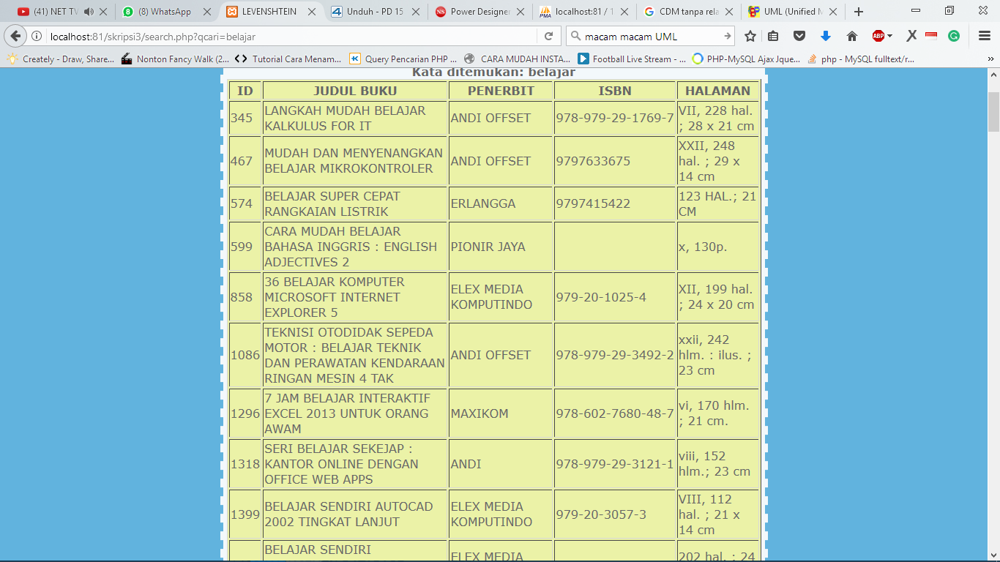 (41) NET TV
(8) WhatsApp
LEVENSHTEIN
Unduh - PD 15
Power Designer
localhost:81 / 1
CDM tanpa rela
UML (Unified M
localhost:81/skripsi3/search.php?qqari=belajar
macam macam UML
Creately - Draw, Share...
Nonton Fancy Walk (2...
Tutorial Cara Menam...
Query Pencarian PHP ...
CARA MUDAH INSTA...
Football Live Stream - ...
PHP-MySQL Ajax Jque...
php - MySQL fulltext/r...
Kata ditemukan: belajar
ID JUDUL BUKU PENERBIT ISBN HALAMAN
345 LANGKAH MUDAH BELAJAR
KALKULUS FOR IT
ANDI OFFSET
978-979-29-1769-7
VII, 228 hal.
; 28 x 21 cm
467 MUDAH DAN MENYENANGKAN
BELAJAR MIKROKONTROLER
ANDI OFFSET
9797633675
XXII, 248
hal. ; 29 x
14 cm
574 BELAJAR SUPER CEPAT
RANGKAIAN LISTRIK
ERLANGGA
9797415422
123 HAL.; 21
CM
599 CARA MUDAH BELAJAR
BAHASA INGGRIS : ENGLISH
ADJECTIVES 2
PIONIR JAYA
x, 130p.
858 36 BELAJAR KOMPUTER
MICROSOFT INTERNET
EXPLORER 5
ELEX MEDIA
KOMPUTINDO
979-20-1025-4
XII, 199 hal.
; 24 x 20 cm
1086 TEKNISI OTODIDAK SEPEDA
MOTOR : BELAJAR TEKNIK
DAN PERAWATAN KENDARAAN
RINGAN MESIN 4 TAK
ANDI OFFSET
978-979-29-3492-2
xxii, 242
hlm. : ilus. ;
23 cm
1296 7 JAM BELAJAR INTERAKTIF
EXCEL 2013 UNTUK ORANG
AWAM
MAXIKOM
978-602-7680-48-7
vi, 170 hlm.
; 21 cm.
1318 SERI BELAJAR SEKEJAP :
KANTOR ONLINE DENGAN
OFFICE WEB APPS
ANDI
978-979-29-3121-1
viii, 152
hlm.; 23 cm
1399 BELAJAR SENDIRI AUTOCAD
2002 TINGKAT LANJUT
ELEX MEDIA
KOMPUTINDO
979-20-3057-3
VIII, 112
hal. ; 21 x
14 cm
BELAJAR SENDIRI
ELEX MEDIA
202 hal. ; 24